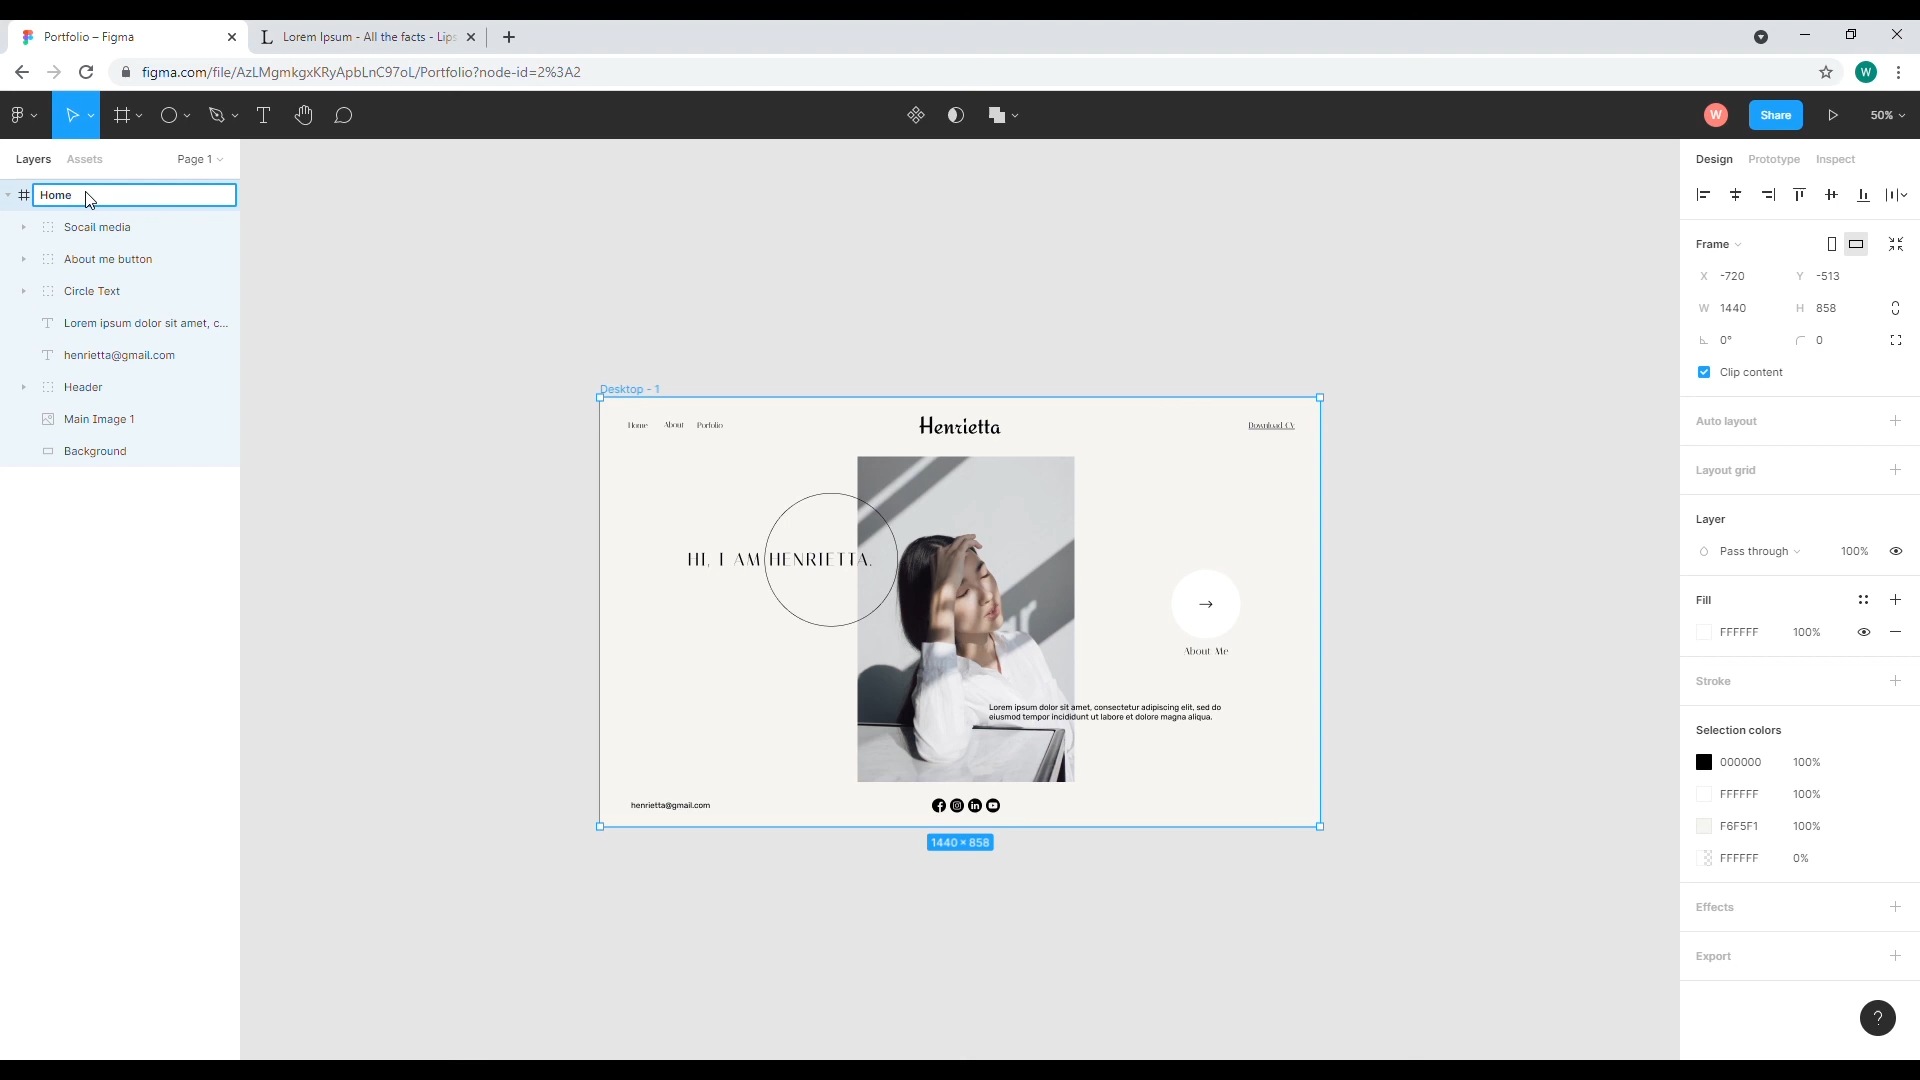 Portfolio – Figma
Lorem Ipsum - All the facts - Lips
figma.com/file/AzLMgmkgxKRyApbLnC97oL/Portfolio?node-id=2%3A2
W
W
Share
50%
Layers
Assets
Page 1
Home
Socail media
About me button
Circle Text
Lorem ipsum dolor sit amet, c...
henrietta@gmail.com
Header
Main Image 1
Background
Desktop - 1
Home
About
Porfolio
Henrietta
Download CV
HI, I AM HENRIETTA.
About Me
Lorem ipsum dolor sit amet, consectetur adipiscing elit, sed do
eiusmod tempor incididunt ut labore et dolore magna aliqua.
henrietta@gmail.com
1440 × 858
Design
Prototype
Inspect
Frame
X -720
Y -513
W 1440
H 858
0°
0
Clip content
Auto layout
Layout grid
Layer
Pass through
100%
Fill
FFFFFF 100%
Stroke
Selection colors
000000 100%
FFFFFF 100%
F6F5F1 100%
FFFFFF 0%
Effects
Export
?